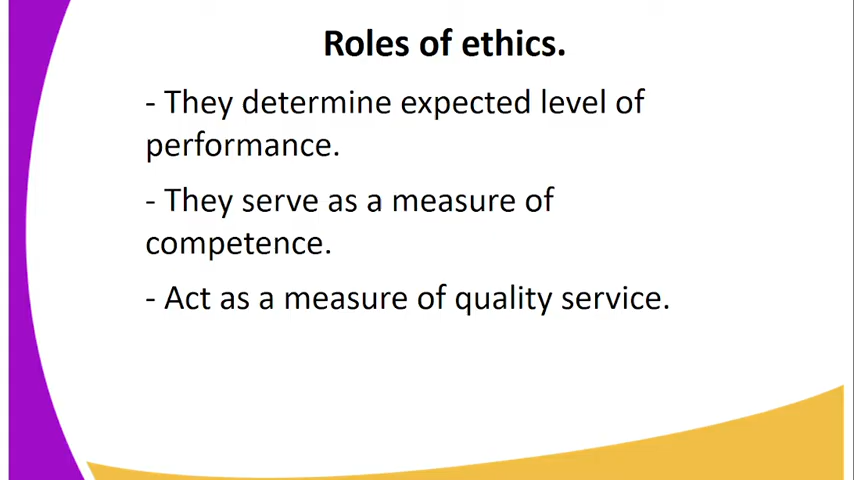 Roles of ethics.
- They determine expected level of
performance.
- They serve as a measure of
competence.
- Act as a measure of quality service.